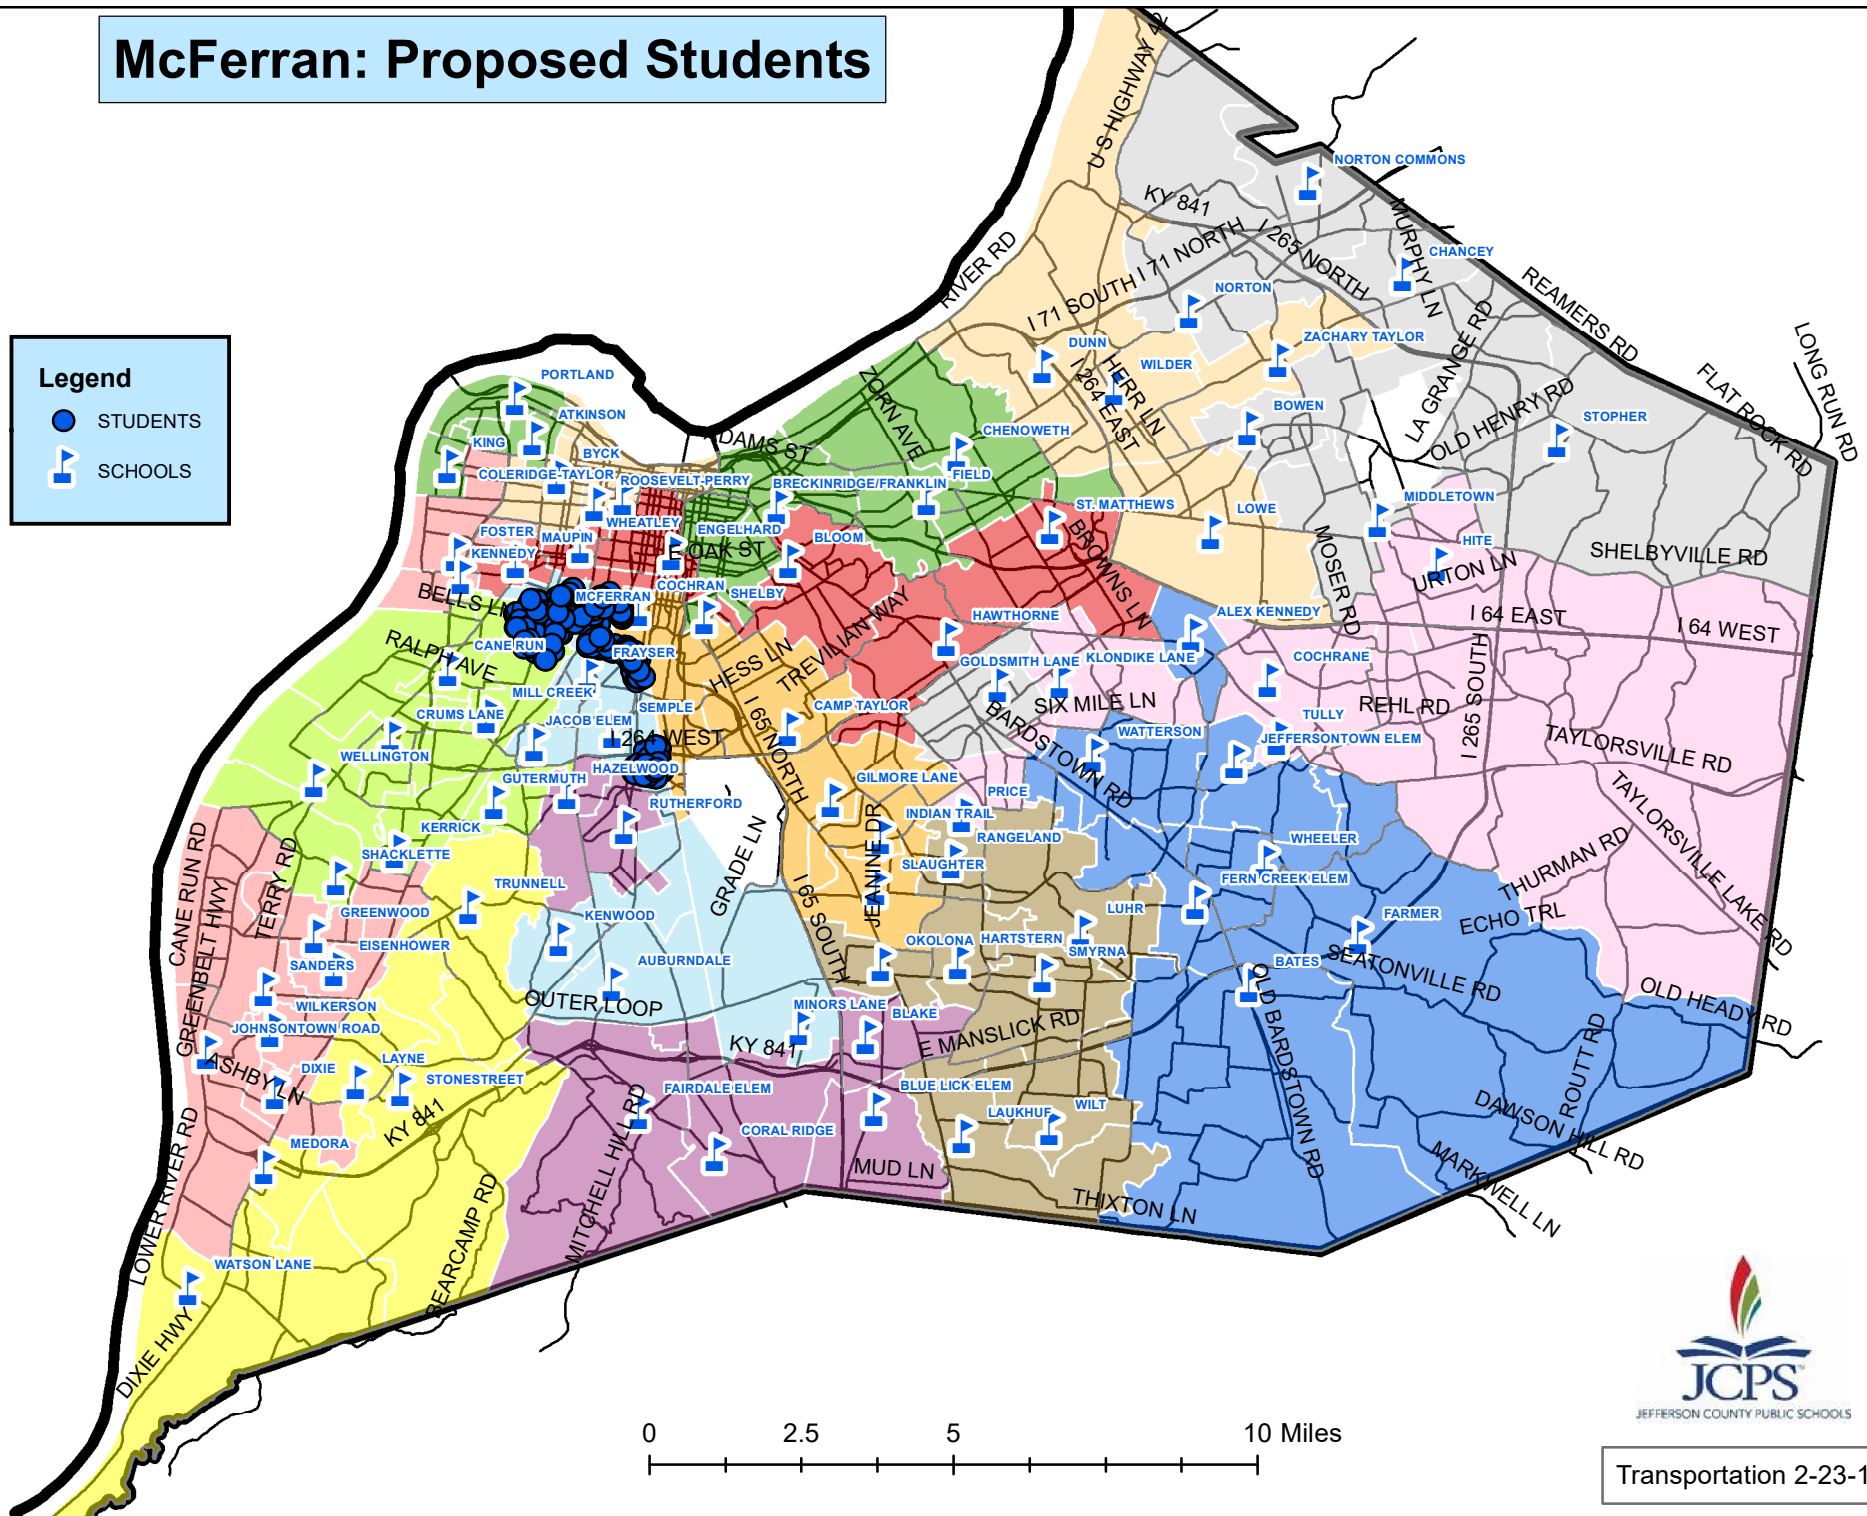 McFerran: Proposed Students
U S HIGHWAY 42
NORTON COMMONS
KY 841
I 71 NORTH
I 265 NORTH
MURPHY LN
CHANCEY
RIVER RD
I 71 SOUTH
NORTON
REAMERS RD
LONG RUN RD
Legend
STUDENTS
SCHOOLS
DUNN
WILDER
ZACHARY TAYLOR
LA GRANGE RD
FLAT ROCK RD
PORTLAND
ATKINSON
ZORN AVE
I 264 EAST
HERR LN
BOWEN
OLD HENRY RD
STOPHER
KING
BYCK
ADAMS ST
CHENOWETH
COLERIDGE-TAYLOR
ROOSEVELT-PERRY
BRECKINRIDGE/FRANKLIN
FIELD
ST. MATTHEWS
LOWE
MIDDLETOWN
FOSTER
MAUPIN
WHEATLEY
ENGELHARD
BLOOM
BROWNS LN
MOSER RD
HITE
SHELBYVILLE RD
KENNEDY
E OAK ST
URTON LN
BELLS LN
MCFERRAN
COCHRAN
SHELBY
HAWTHORNE
ALEX KENNEDY
I 64 EAST
I 64 WEST
RALPH AVE
CANE RUN
FRAYSER
HESS LN
TREVILIAN WAY
GOLDSMITH LANE
KLONDIKE LANE
COCHRANE
MILL CREEK
SEMPLE
I 65 NORTH
CAMP TAYLOR
BARDSTOWN RD
SIX MILE LN
REHL RD
I 265 SOUTH
CRUMS LANE
JACOB ELEM
I 264 WEST
WATTERSON
TULLY
JEFFERSONTOWN ELEM
TAYLORSVILLE RD
WELLINGTON
GUTERMUTH
HAZELWOOD
GILMORE LANE
PRICE
RUTHERFORD
INDIAN TRAIL
RANGELAND
TAYLORSVILLE LAKE RD
KERRICK
SHACKLETTE
GRADE LN
JEANINE DR
SLAUGHTER
WHEELER
FERN CREEK ELEM
THURMAN RD
CANE RUN RD
TERRY RD
TRUNNELL
GREENWOOD
KENWOOD
I 65 SOUTH
LUHR
FARMER
ECHO TRL
GREENBELT HWY
EISENHOWER
SANDERS
AUBURNDALE
OKOLONA
HARTSTERN
SMYRNA
BATES
SEATONVILLE RD
OLD HEADY RD
WILKERSON
OUTER LOOP
MINORS LANE
BLAKE
JOHNSONTOWN ROAD
KY 841
E MANSLICK RD
OLD BARDSTOWN RD
ROUTT RD
ASHBY LN
DIXIE
LAYNE
STONESTREET
FAIRDALE ELEM
BLUE LICK ELEM
LAUKHUF
WILT
DAWSON HILL RD
KY 841
MEDORA
CORAL RIDGE
MUD LN
MARKWELL LN
LOWER RIVER RD
BEARCAMP RD
MITCHELL HILL RD
THIXTON LN
WATSON LANE
DIXIE HWY
JCPS
JEFFERSON COUNTY PUBLIC SCHOOLS
0 2.5 5 10 Miles
Transportation 2-23-1